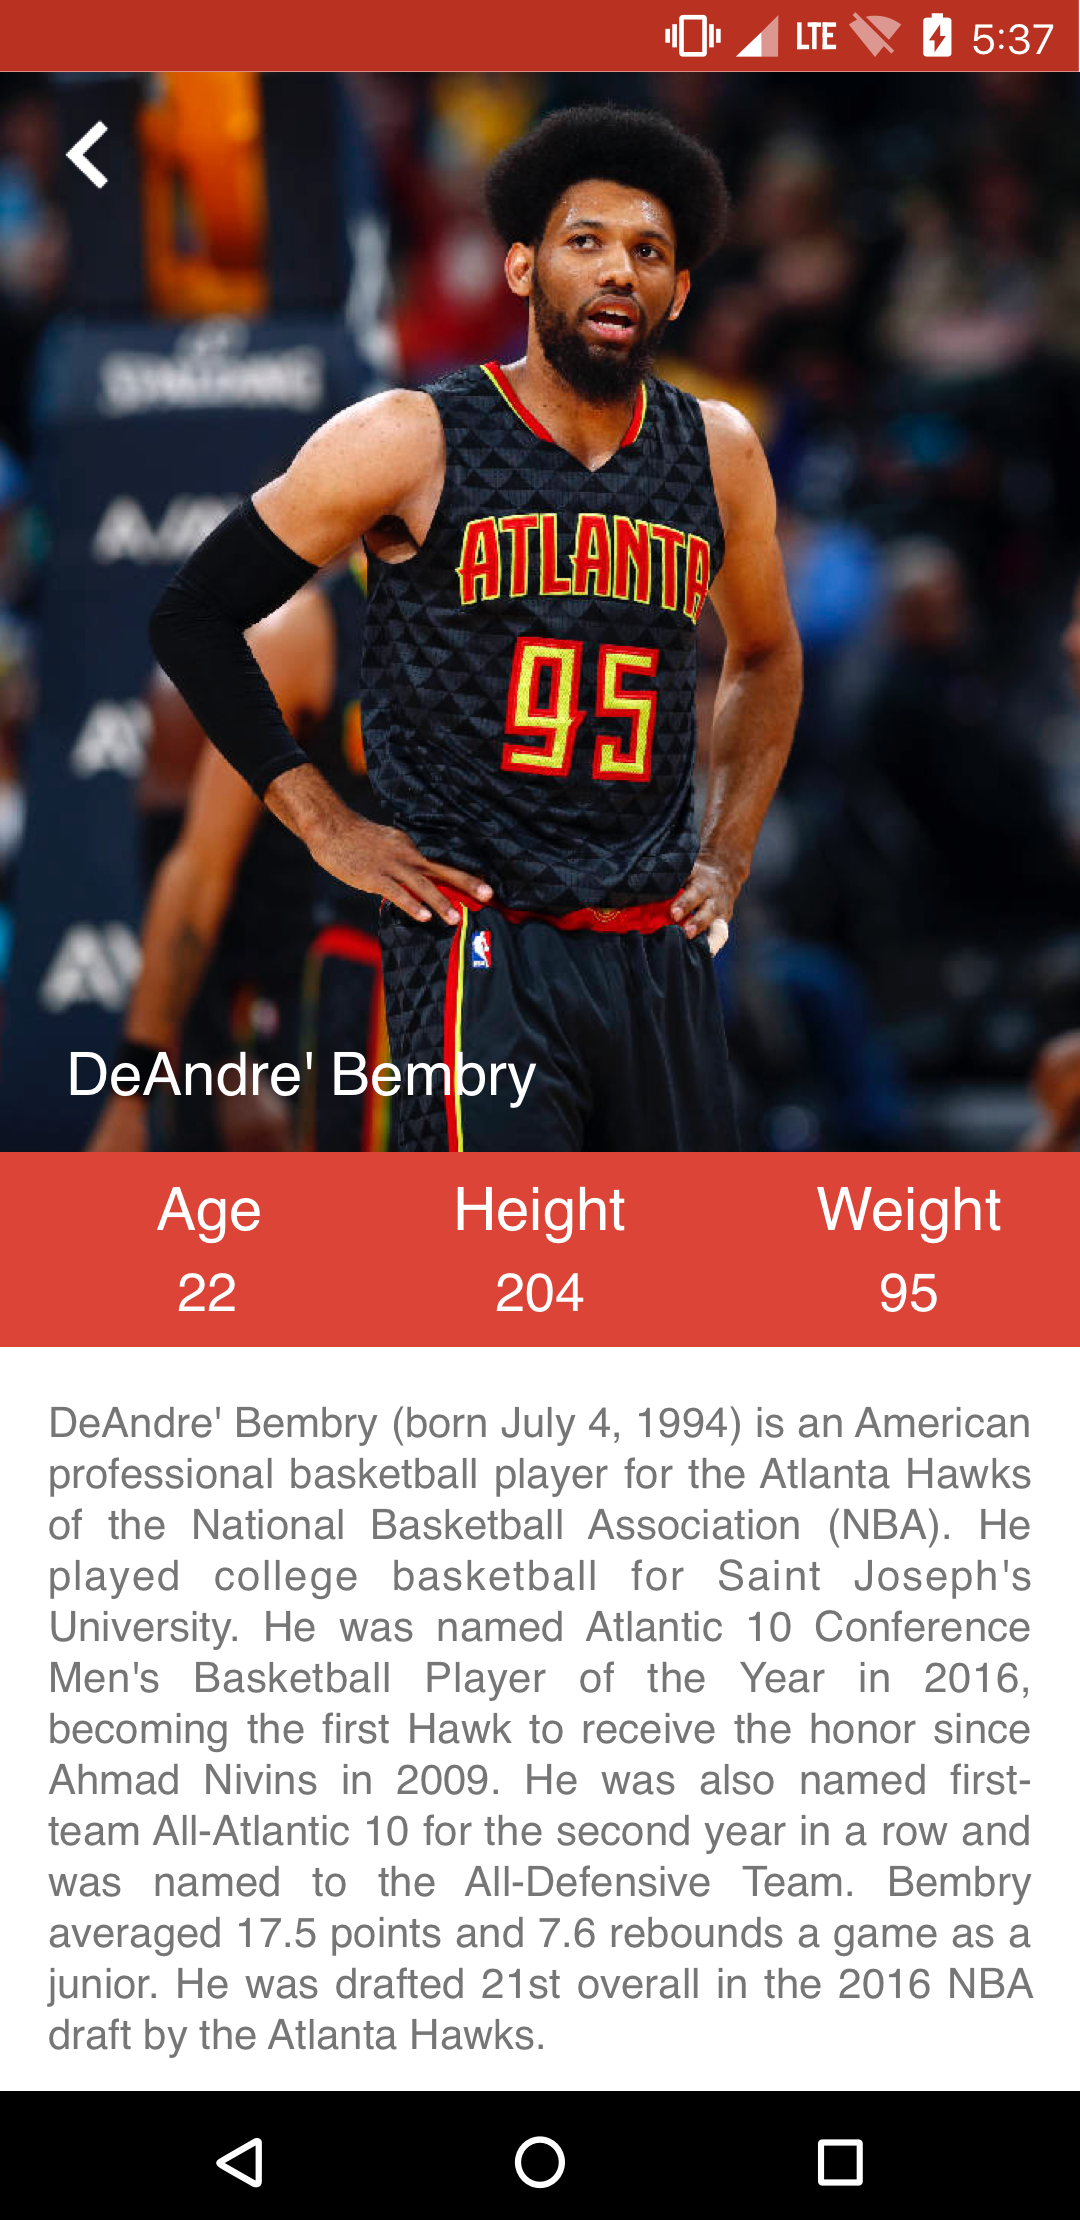 LTE 5:37
SPALDING
ATLANTA
95
DeAndre' Bembry
Age Height Weight
22 204 95
DeAndre' Bembry (born July 4, 1994) is an American
professional basketball player for the Atlanta Hawks
of the National Basketball Association (NBA). He
played college basketball for Saint Joseph's
University. He was named Atlantic 10 Conference
Men's Basketball Player of the Year in 2016,
becoming the first Hawk to receive the honor since
Ahmad Nivins in 2009. He was also named first-
team All-Atlantic 10 for the second year in a row and
was named to the All-Defensive Team. Bembry
averaged 17.5 points and 7.6 rebounds a game as a
junior. He was drafted 21st overall in the 2016 NBA
draft by the Atlanta Hawks.